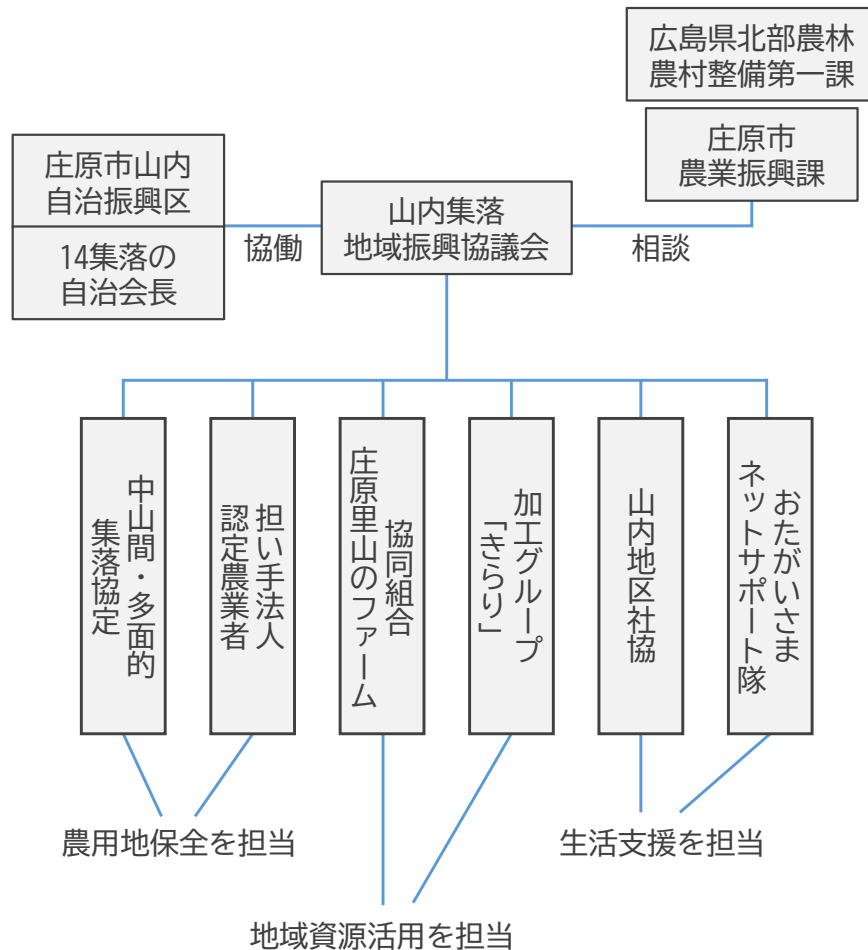 広島県北部農林
農村整備第一課
庄原市
農業振興課
庄原市山内
自治振興区
14集落の
自治会長
協働
山内集落
地域振興協議会
相談
中山間・多面的
集落協定
担い手法人
認定農業者
協同組合
庄原里山のファーム
加工グループ
「きらり」
山内地区社協
おたがいさま
ネットサポート隊
農用地保全を担当
生活支援を担当
地域資源活用を担当